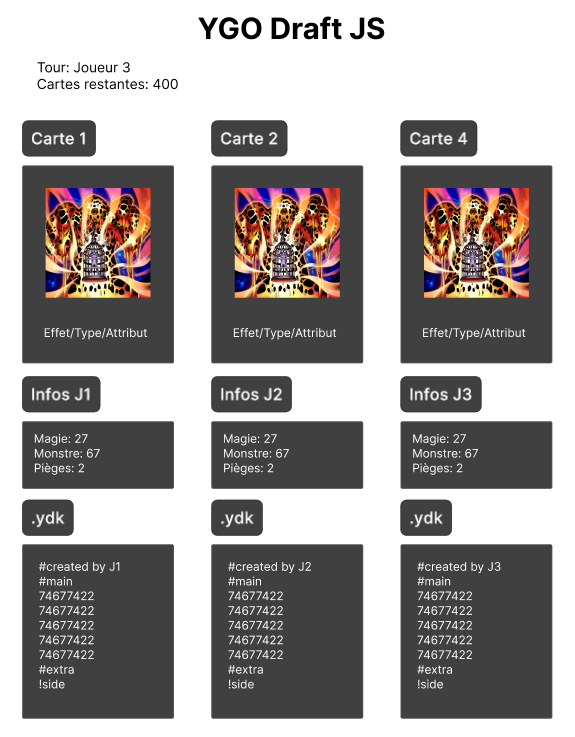 YGO Draft JS
Tour: Joueur 3
Cartes restantes: 400
Carte 1
Carte 2
Carte 4
Effet/Type/Attribut
Effet/Type/Attribut
Effet/Type/Attribut
Infos J1
Infos J2
Infos J3
Magie: 27
Monstre: 67
Pièges: 2
Magie: 27
Monstre: 67
Pièges: 2
Magie: 27
Monstre: 67
Pièges: 2
.ydk
.ydk
.ydk
#created by J1
#main
74677422
74677422
74677422
74677422
74677422
#extra
!side
#created by J2
#main
74677422
74677422
74677422
74677422
74677422
#extra
!side
#created by J3
#main
74677422
74677422
74677422
74677422
74677422
#extra
!side